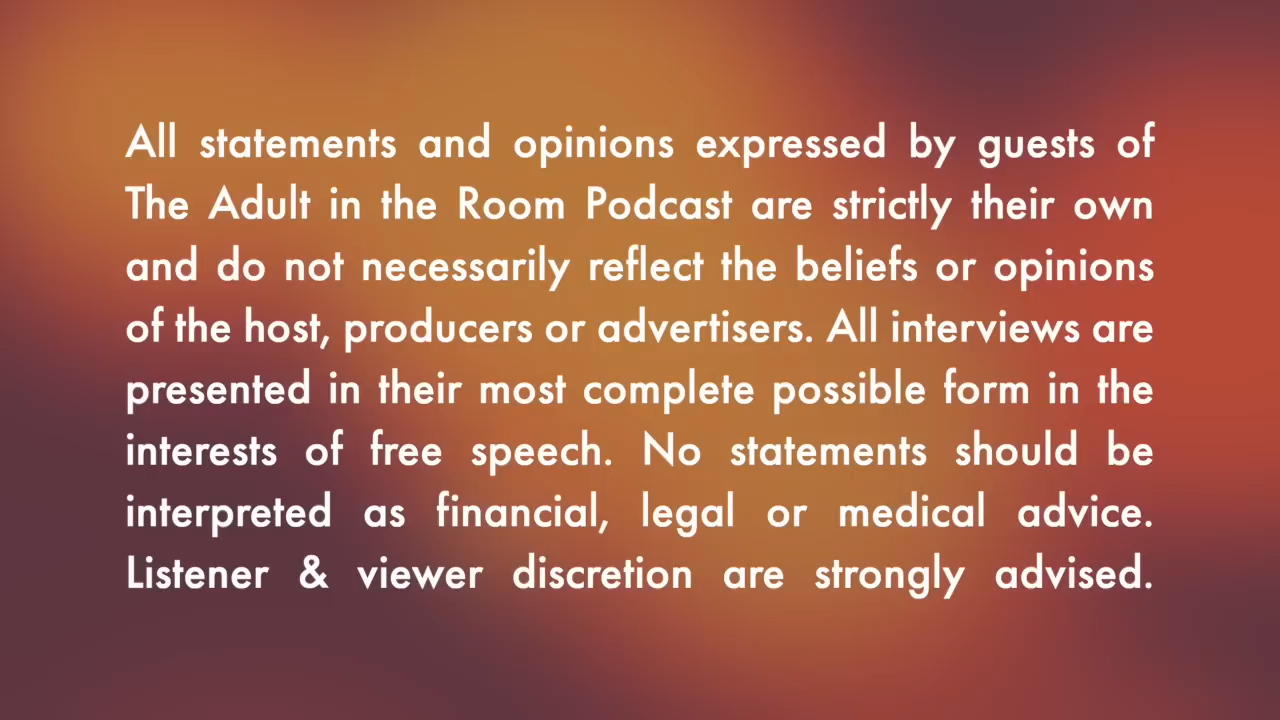 All statements and opinions expressed by guests of
The Adult in the Room Podcast are strictly their own
and do not necessarily reflect the beliefs or opinions
of the host, producers or advertisers. All interviews are
presented in their most complete possible form in the
interests of free speech. No statements should be
interpreted as financial, legal or medical advice.
Listener & viewer discretion are strongly advised.